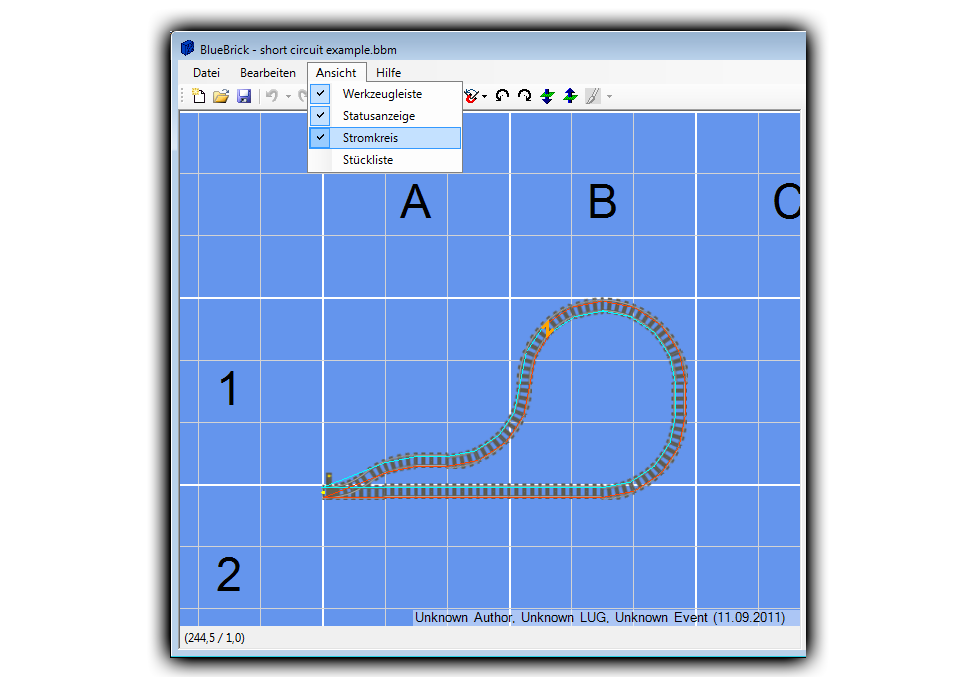 BlueBrick - short circuit example.bbm
Datei Bearbeiten Ansicht Hilfe
Werkzeugleiste
Statusanzeige
Stromkreis
Stückliste
A B C
1
2
Unknown Author, Unknown LUG, Unknown Event (11.09.2011)
(244,5 / 1,0)